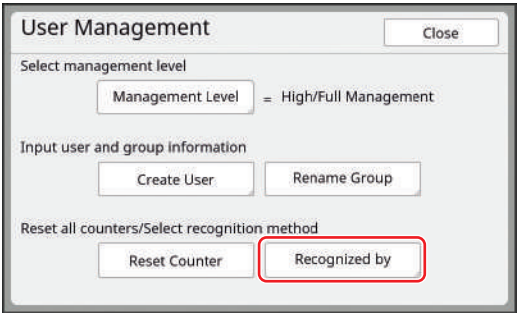 User Management
Close
Select management level
Management Level = High/Full Management
Input user and group information
Create User Rename Group
Reset all counters/Select recognition method
Reset Counter Recognized by